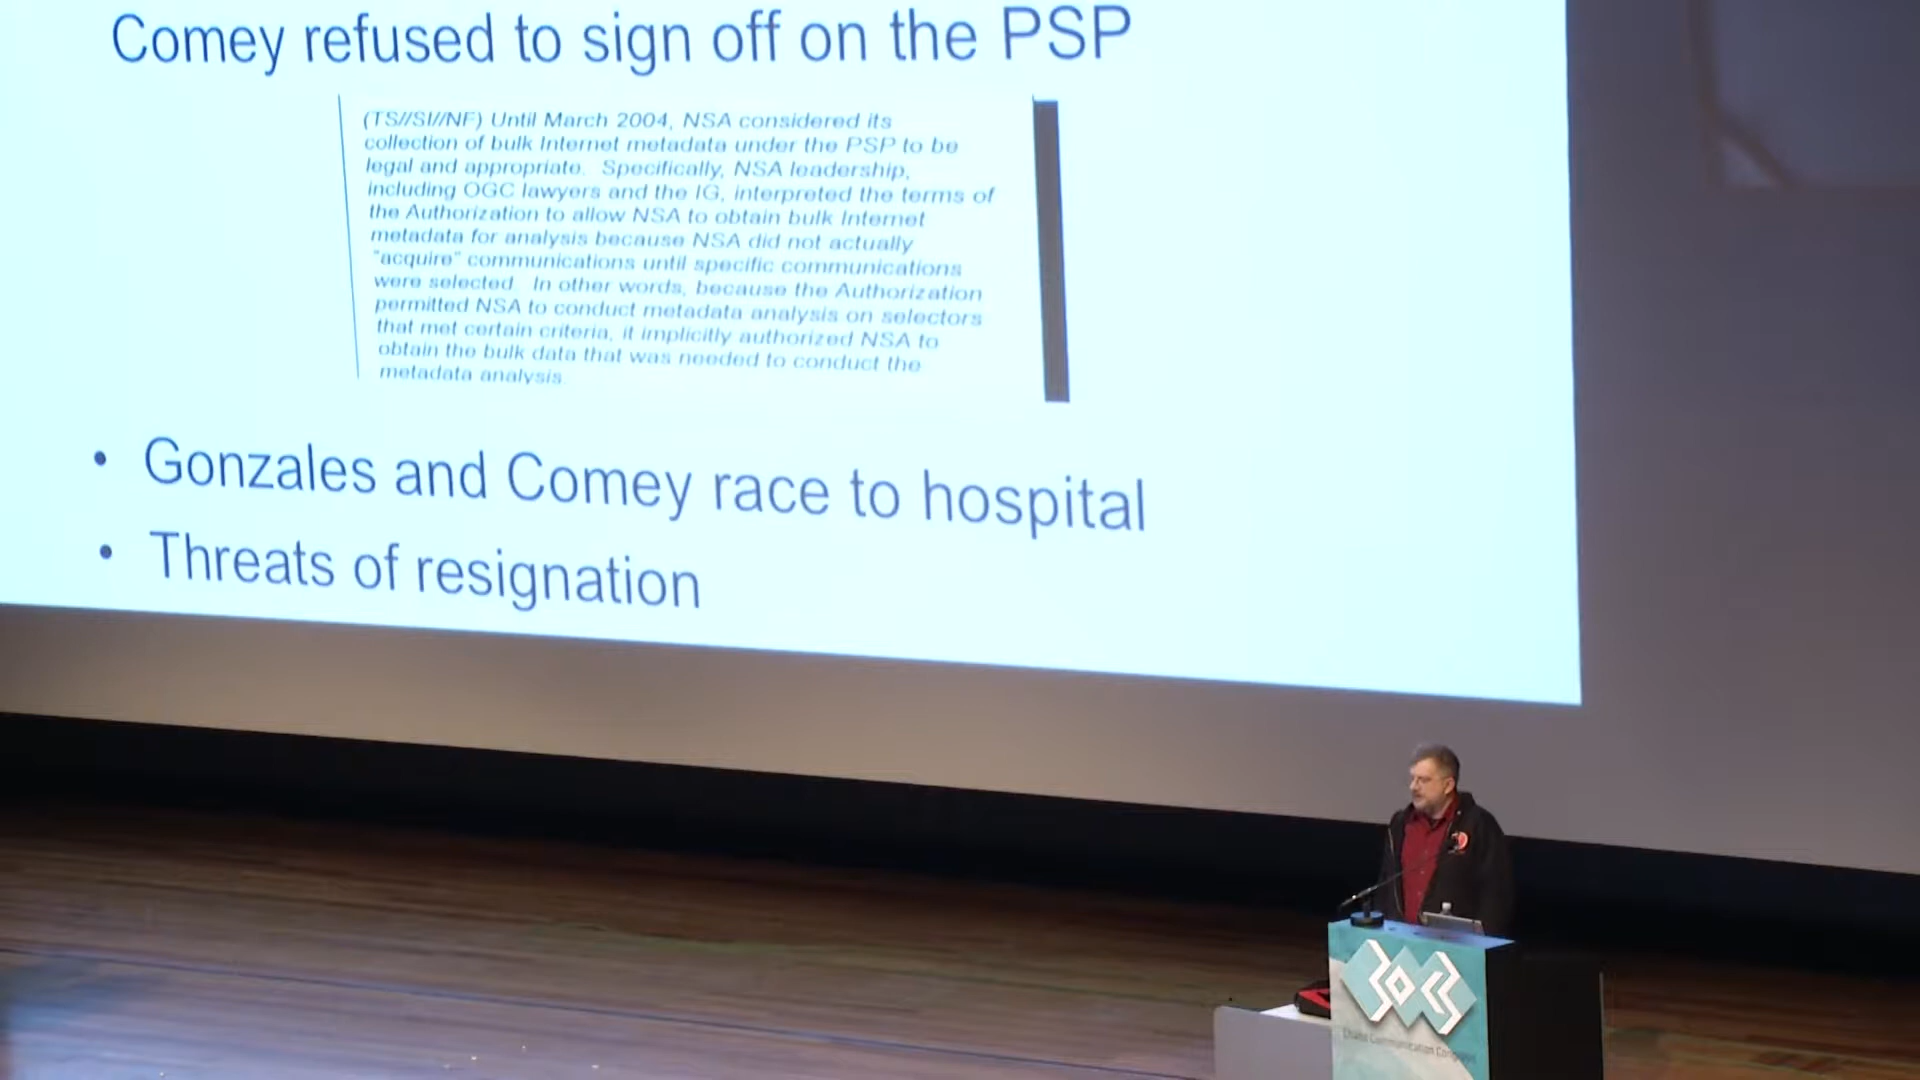 Comey refused to sign off on the PSP
(TS//SI//NF) Until March 2004, NSA considered its
collection of bulk Internet metadata under the PSP to be
legal and appropriate. Specifically, NSA leadership,
including OGC lawyers and the IG, interpreted the terms of
the Authorization to allow NSA to obtain bulk Internet
metadata for analysis because NSA did not actually
"acquire" communications until specific communications
were selected. In other words, because the Authorization
permitted NSA to conduct metadata analysis on selectors
that met certain criteria, it implicitly authorized NSA to
obtain the bulk data that was needed to conduct the
metadata analysis.
• Gonzales and Comey race to hospital
• Threats of resignation
30C3
Chaos Communication Congress